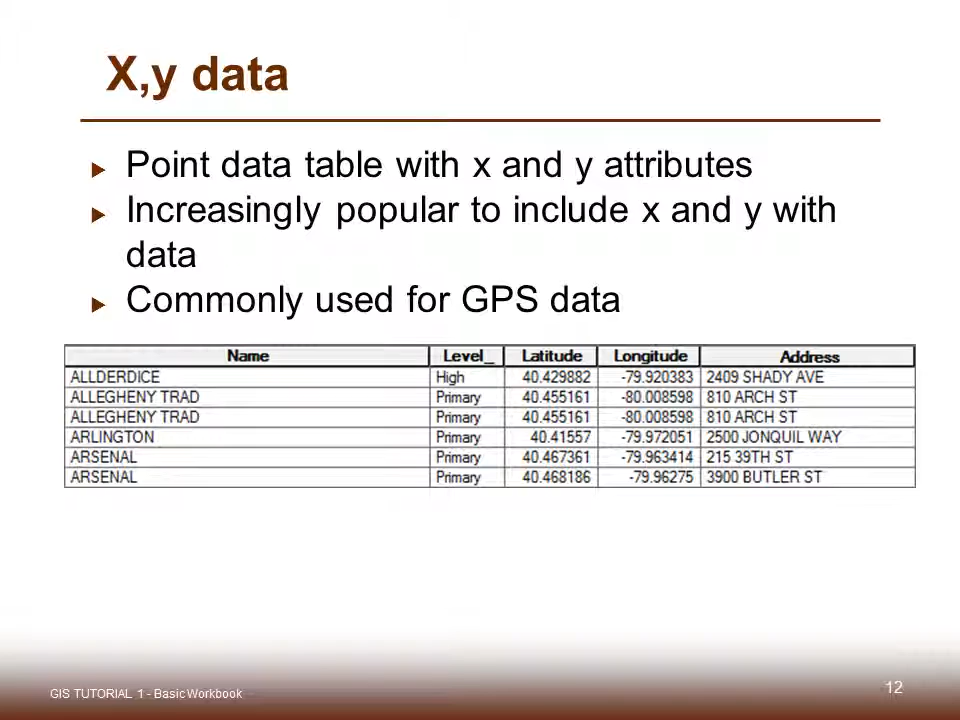 X,y data
Point data table with x and y attributes
Increasingly popular to include x and y with
data
Commonly used for GPS data
Name Level_ Latitude Longitude Address
ALLDERDICE High 40.429882 -79.920383 2409 SHADY AVE
ALLEGHENY TRAD Primary 40.455161 -80.008598 810 ARCH ST
ALLEGHENY TRAD Primary 40.455161 -80.008598 810 ARCH ST
ARLINGTON Primary 40.41557 -79.972051 2500 JONQUIL WAY
ARSENAL Primary 40.467361 -79.963414 215 39TH ST
ARSENAL Primary 40.468186 -79.96275 3900 BUTLER ST
GIS TUTORIAL 1 - Basic Workbook
12